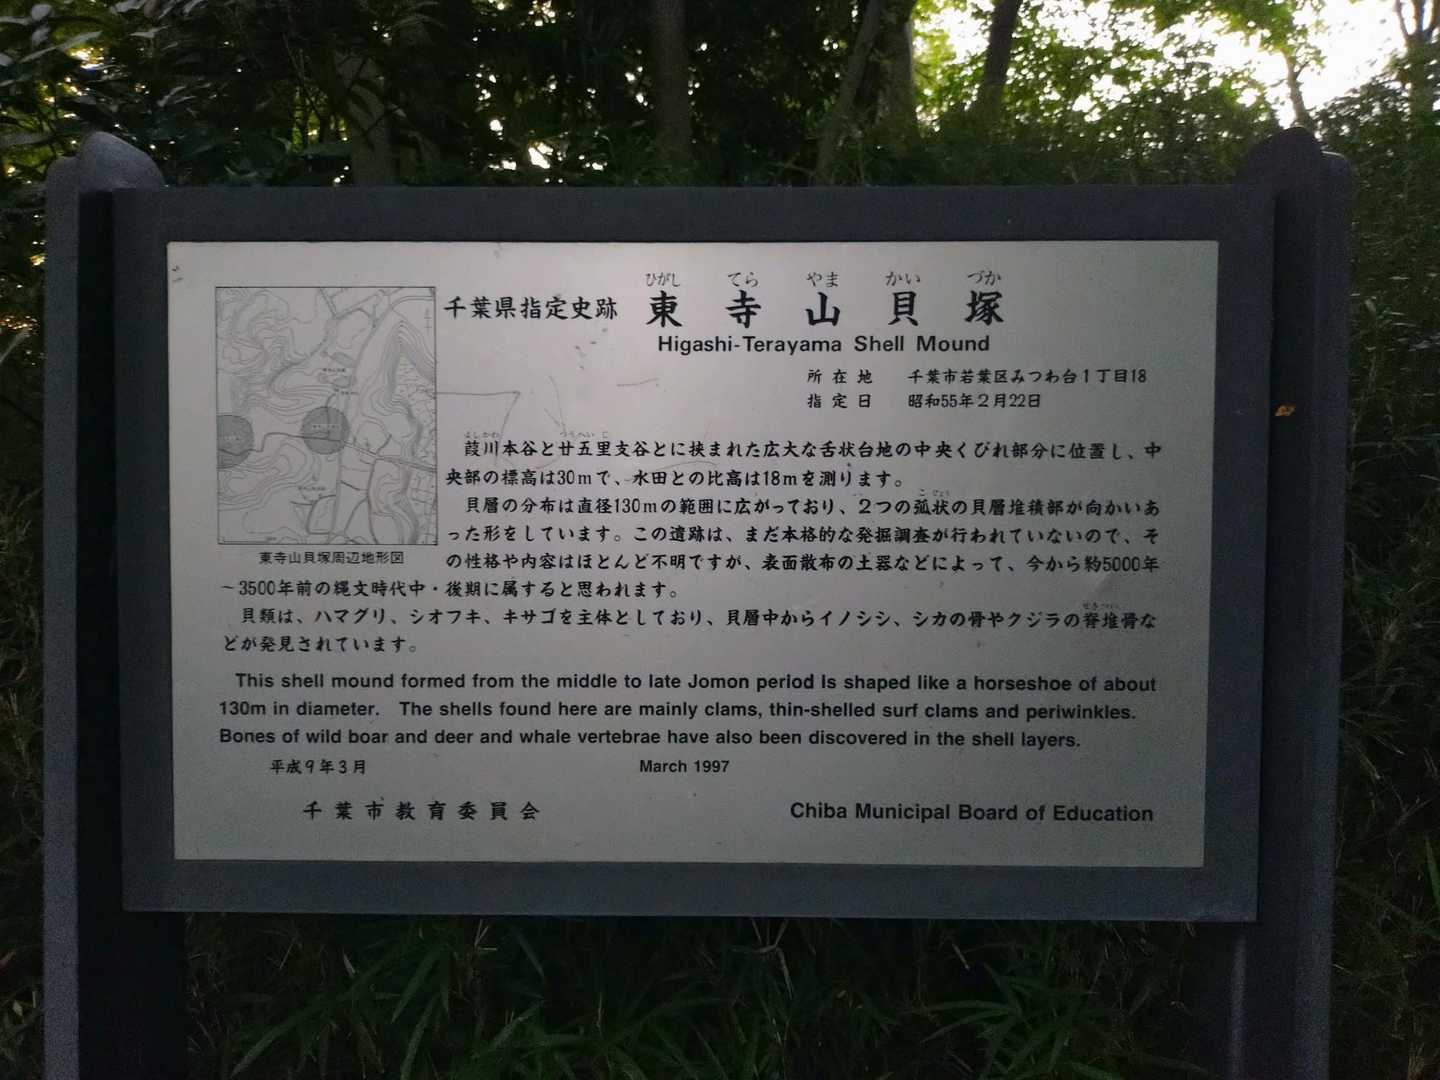 ひがし てら やま かい づか
千葉県指定史跡 東寺山貝塚
Higashi-Terayama Shell Mound
所在地 千葉市若葉区みつわ台1丁目18
指定日 昭和55年2月22日
よしかわ
葭川本谷と廿五里支谷とに挟まれた広大な舌状台地の中央くびれ部分に位置し、中
央部の標高は30mで、水田との比高は18mを測ります。
こじょう
貝層の分布は直径130mの範囲に広がっており、2つの弧状の貝層堆積部が向かいあ
った形をしています。この遺跡は、まだ本格的な発掘調査が行われていないので、そ
の性格や内容はほとんど不明ですが、表面散布の土器などによって、今から約5000年
～3500年前の縄文時代中・後期に属すると思われます。
東寺山貝塚周辺地形図
せきつい
貝類は、ハマグリ、シオフキ、キサゴを主体としており、貝層中からイノシシ、シカの骨やクジラの脊堆骨な
どが発見されています。
This shell mound formed from the middle to late Jomon period is shaped like a horseshoe of about
130m in diameter. The shells found here are mainly clams, thin-shelled surf clams and periwinkles.
Bones of wild boar and deer and whale vertebrae have also been discovered in the shell layers.
平成9年3月 March 1997
千葉市教育委員会 Chiba Municipal Board of Education